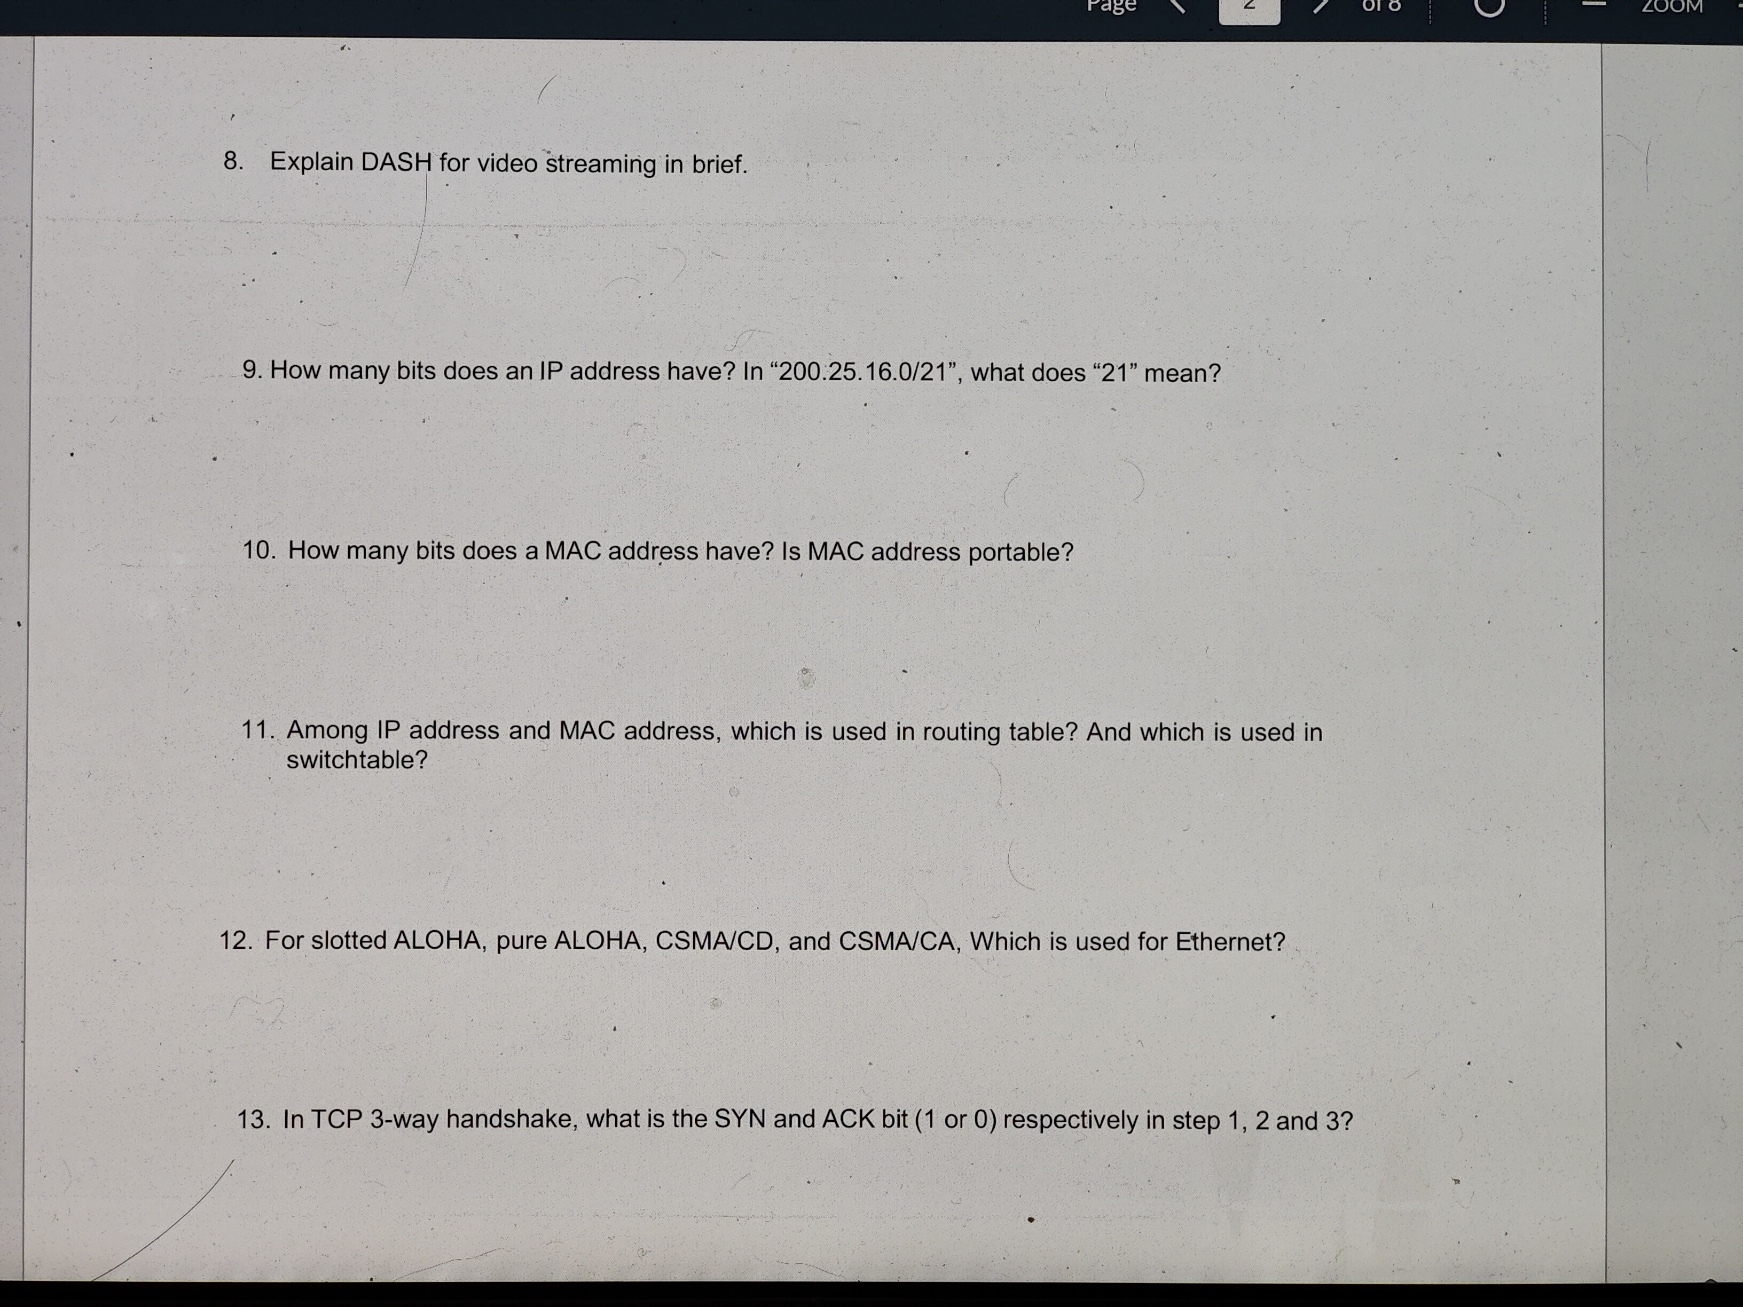 Page 2 of 8 ZOOM
8. Explain DASH for video streaming in brief.
9. How many bits does an IP address have? In “200.25.16.0/21”, what does “21” mean?
10. How many bits does a MAC address have? Is MAC address portable?
11. Among IP address and MAC address, which is used in routing table? And which is used in
switchtable?
12. For slotted ALOHA, pure ALOHA, CSMA/CD, and CSMA/CA, Which is used for Ethernet?
13. In TCP 3-way handshake, what is the SYN and ACK bit (1 or 0) respectively in step 1, 2 and 3?